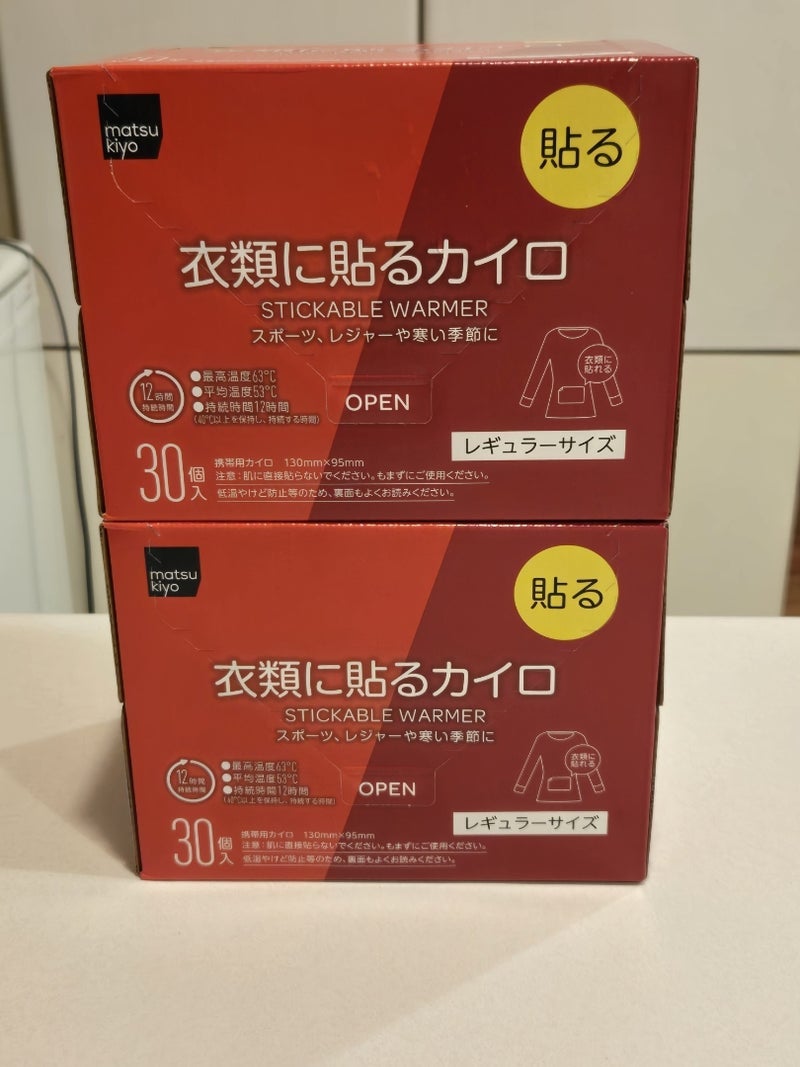 matsu
kiyo
貼る
衣類に貼るカイロ
STICKABLE WARMER
スポーツ、レジャーや寒い季節に
12時間
持続時間
●最高温度63℃
●平均温度53℃
●持続時間12時間
(40℃以上を保持し、持続する時間)
OPEN
衣類に
貼れる
レギュラーサイズ
30個入
携帯用カイロ 130mm×95mm
注意:肌に直接貼らないでください。もまずにご使用ください。
低温やけど防止等のため、裏面もよくお読みください。
matsu
kiyo
貼る
衣類に貼るカイロ
STICKABLE WARMER
スポーツ、レジャーや寒い季節に
12時間
持続時間
●最高温度63℃
●平均温度53℃
●持続時間12時間
(40℃以上を保持し、持続する時間)
OPEN
衣類に
貼れる
レギュラーサイズ
30個入
携帯用カイロ 130mm×95mm
注意:肌に直接貼らないでください。もまずにご使用ください。
低温やけど防止等のため、裏面もよくお読みください。